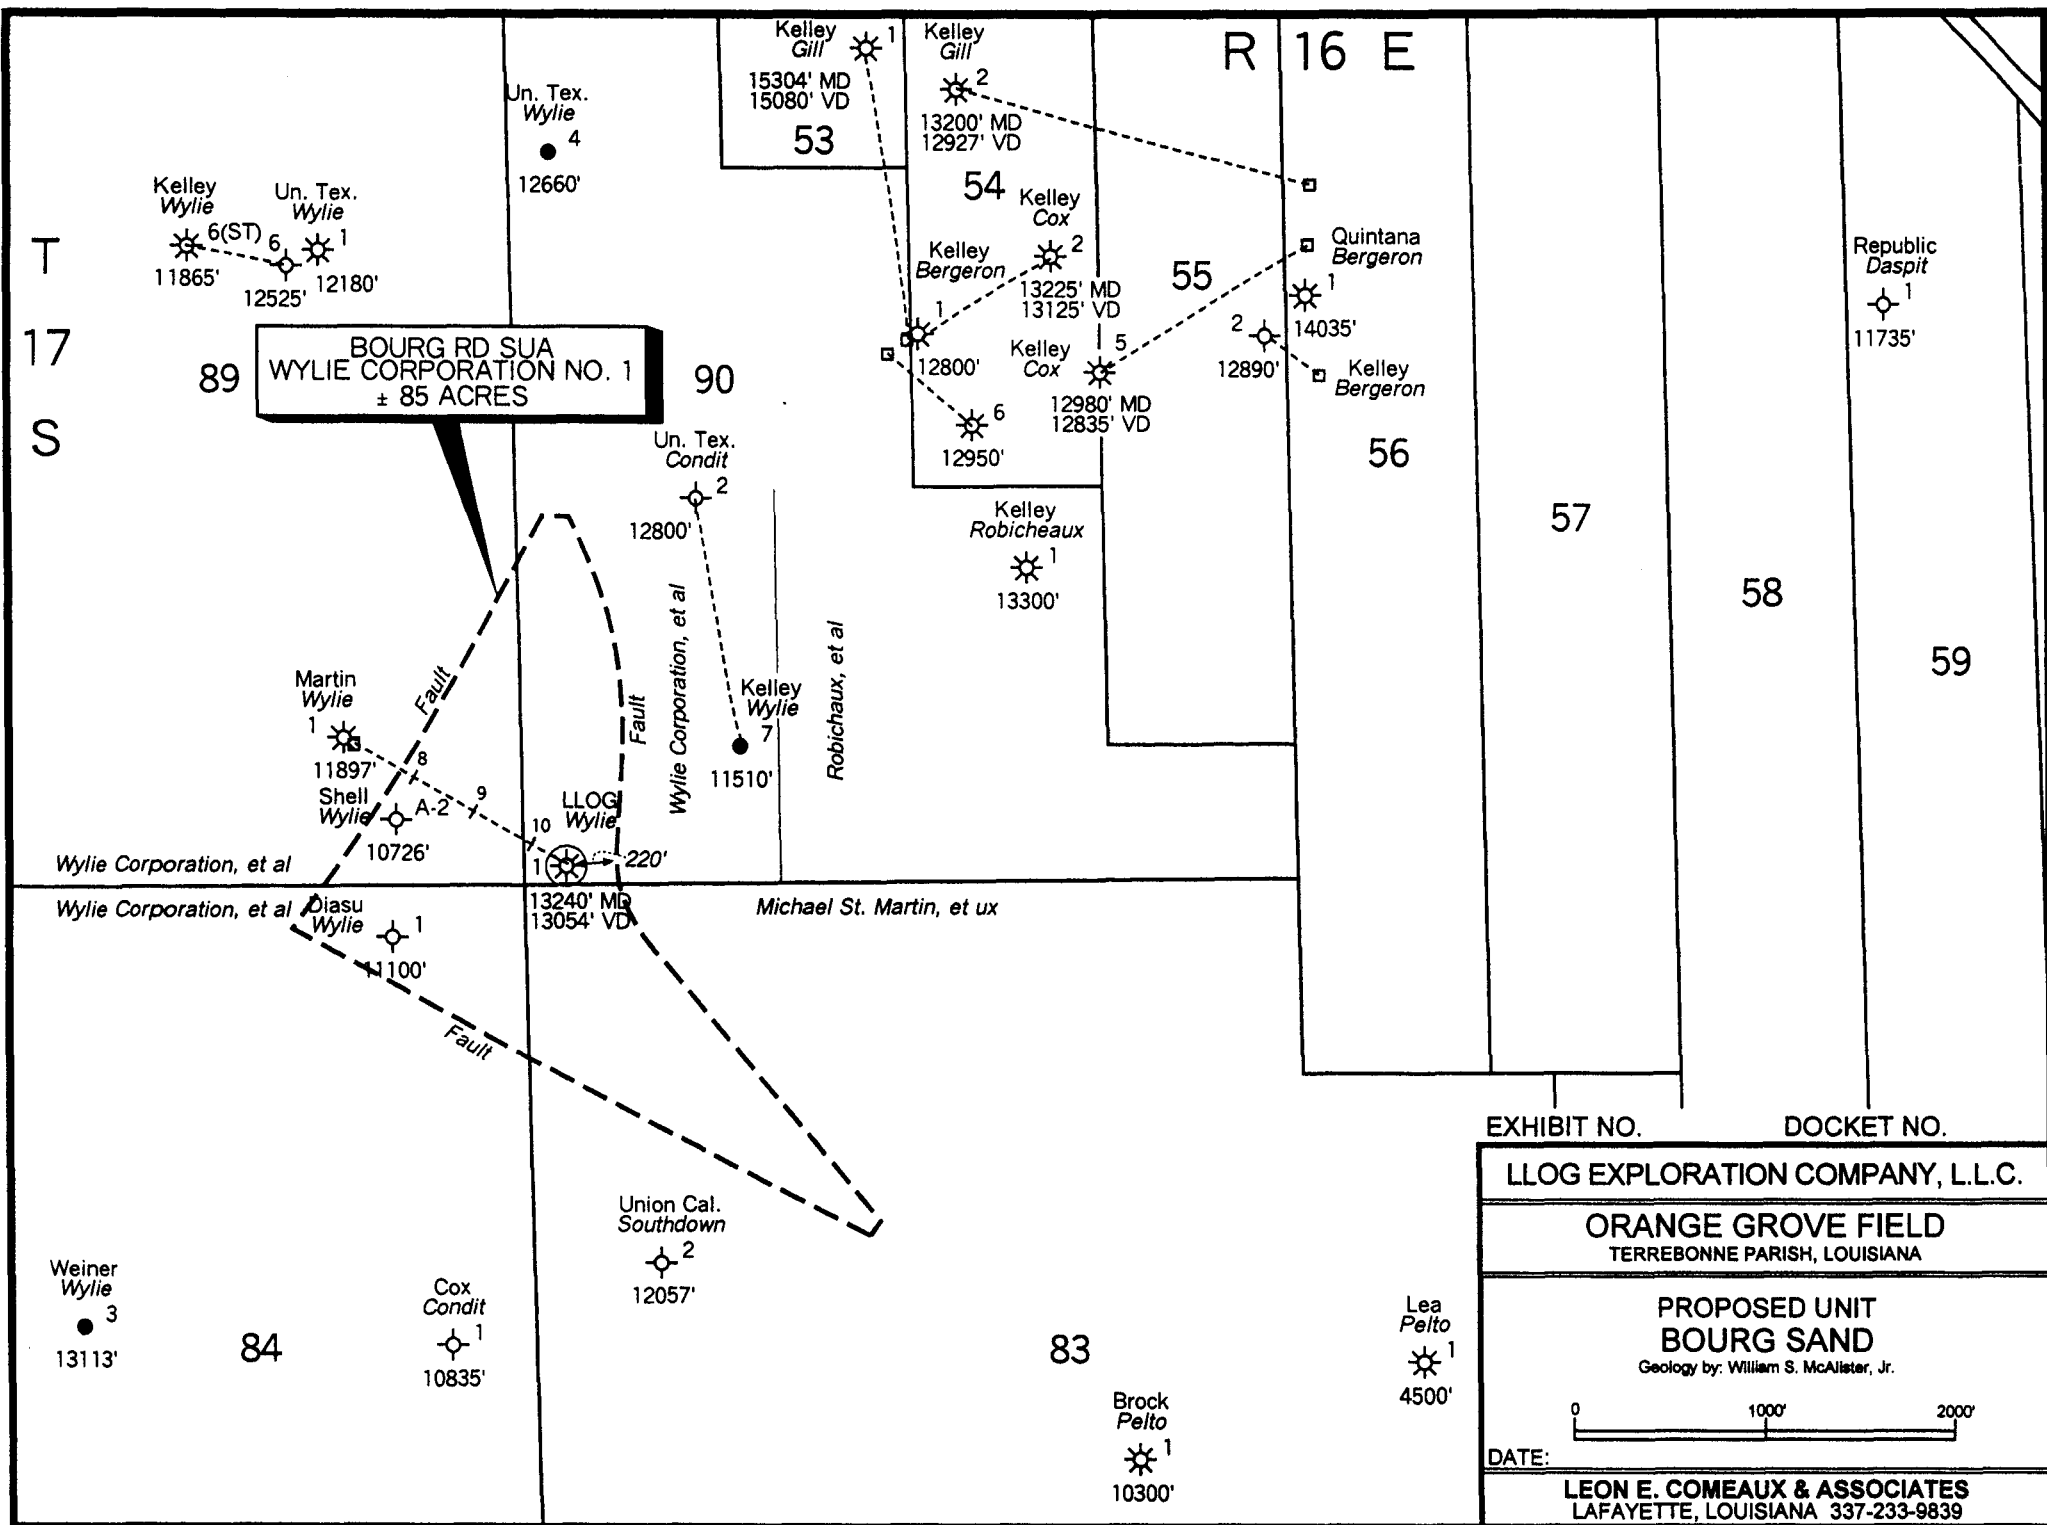 R 16 E
T
17
S
Kelley
Gill
1
15304' MD
15080' VD
53
Kelley
Gill
2
13200' MD
12927' VD
54
Un. Tex.
Wylie
4
12660'
Kelley
Wylie
6(ST)
11865'
6
12525'
Un. Tex.
Wylie
1
12180'
Kelley
Cox
2
13225' MD
13125' VD
Kelley
Bergeron
1
12800'
55
Quintana
Bergeron
1
14035'
2
12890'
Kelley
Bergeron
Republic
Daspit
1
11735'
Kelley
Cox
5
12980' MD
12835' VD
6
12950'
89
BOURG RD SUA
WYLIE CORPORATION NO. 1
± 85 ACRES
90
56
57
58
59
Un. Tex.
Condit
2
12800'
Kelley
Robicheaux
1
13300'
Wylie Corporation, et al
Robichaux, et al
Fault
Fault
Martin
Wylie
1
11897'
Kelley
Wylie
7
11510'
8
9
10
Shell
Wylie
A-2
10726'
LLOG
Wylie
1
220'
13240' MD
13054' VD
Wylie Corporation, et al
Wylie Corporation, et al
Diasu
Wylie
1
11100'
Michael St. Martin, et ux
Fault
Union Cal.
Southdown
2
12057'
Weiner
Wylie
3
13113'
84
Cox
Condit
1
10835'
83
Lea
Pelto
1
4500'
Brock
Pelto
1
10300'
EXHIBIT NO. DOCKET NO.
LLOG EXPLORATION COMPANY, L.L.C.
ORANGE GROVE FIELD
TERREBONNE PARISH, LOUISIANA
PROPOSED UNIT
BOURG SAND
Geology by: William S. McAlister, Jr.
0 1000' 2000'
DATE:
LEON E. COMEAUX & ASSOCIATES
LAFAYETTE, LOUISIANA 337-233-9839